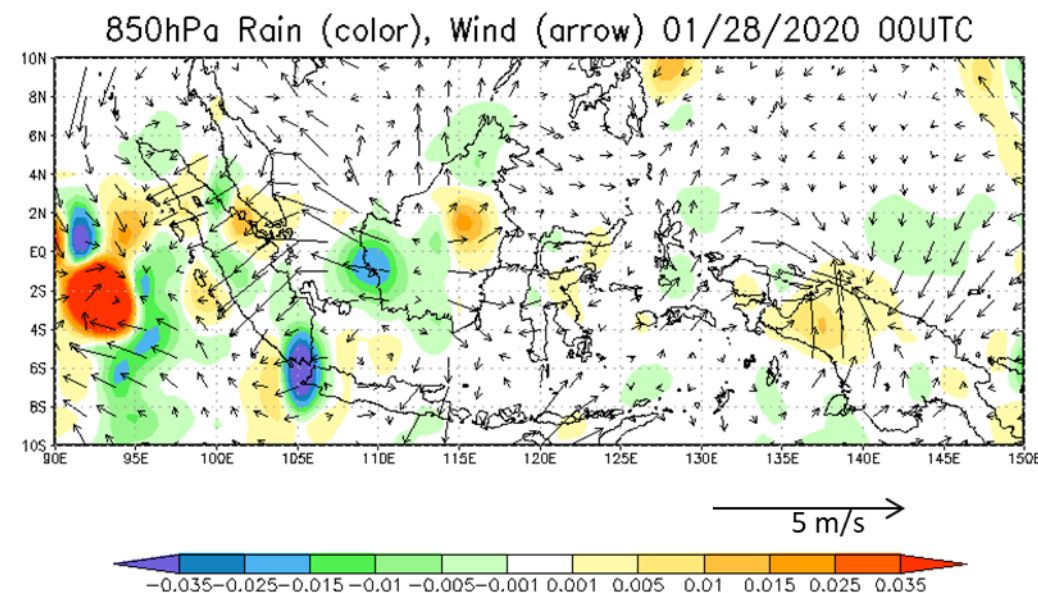 850hPa Rain (color), Wind (arrow) 01/28/2020 00UTC
10N
8N
6N
4N
2N
EQ
2S
4S
6S
8S
10S
90E 95E 100E 105E 110E 115E 120E 125E 130E 135E 140E 145E 150E
5 m/s
-0.035 -0.025 -0.015 -0.01 -0.005 -0.001 0.001 0.005 0.01 0.015 0.025 0.035